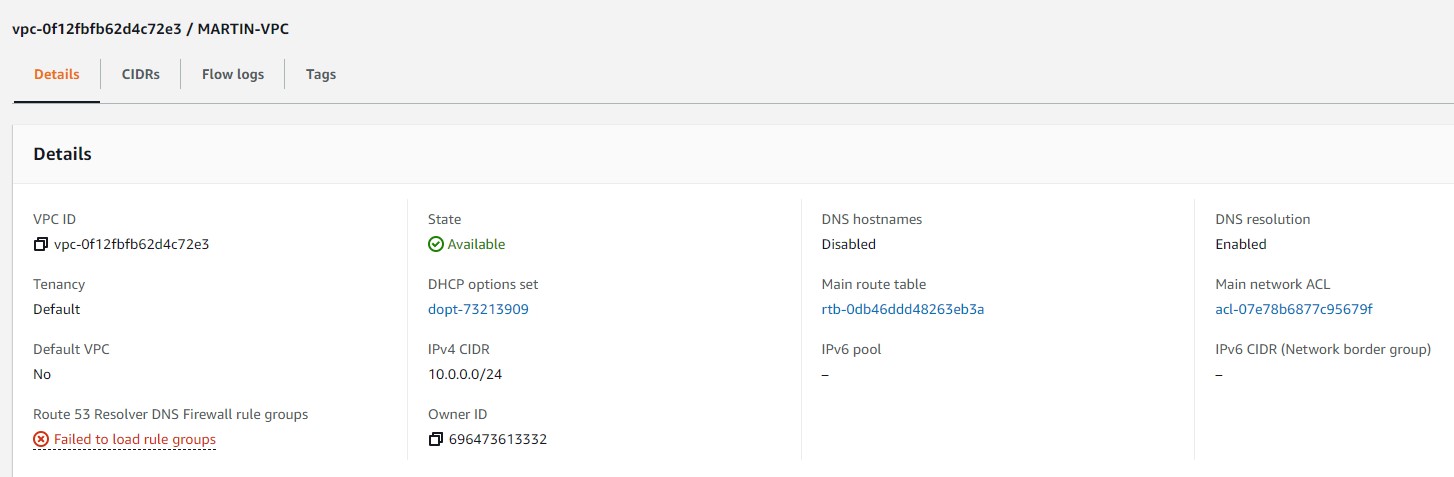 vpc-0f12fbfb62d4c72e3 / MARTIN-VPC
Details CIDRs Flow logs Tags
Details
VPC ID State DNS hostnames DNS resolution
vpc-0f12fbfb62d4c72e3 Available Disabled Enabled
Tenancy DHCP options set Main route table Main network ACL
Default dopt-73213909 rtb-0db46ddd48263eb3a acl-07e78b6877c95679f
Default VPC IPv4 CIDR IPv6 pool IPv6 CIDR (Network border group)
No 10.0.0.0/24 – –
Route 53 Resolver DNS Firewall rule groups Owner ID
Failed to load rule groups 696473613332